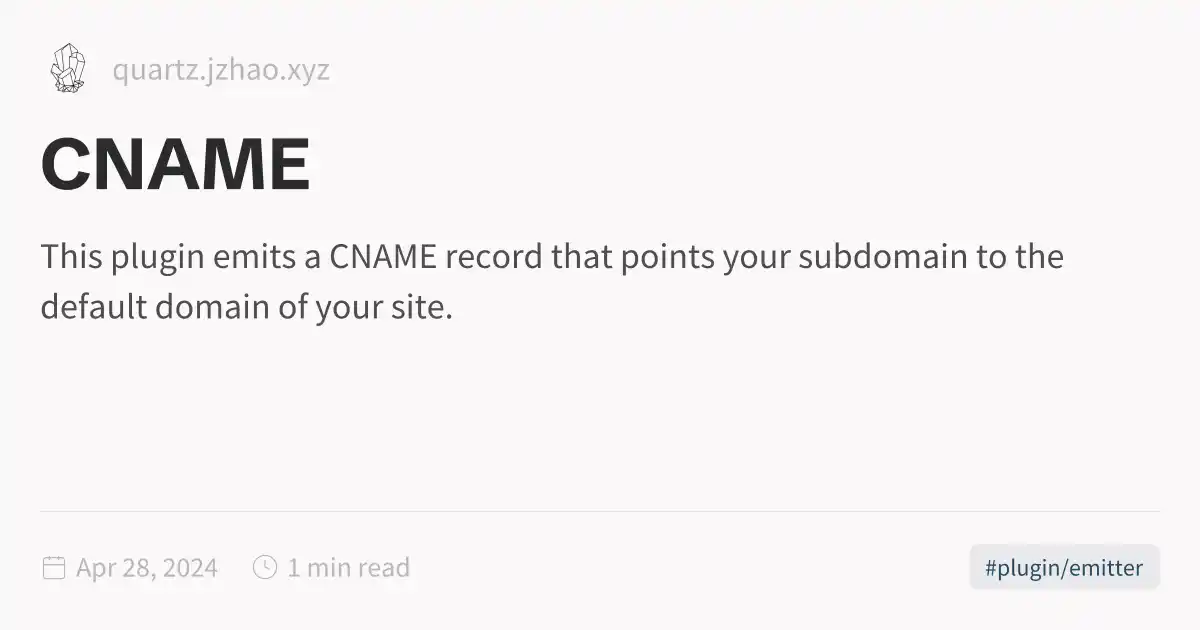 quartz.jzhao.xyz
CNAME
This plugin emits a CNAME record that points your subdomain to the
default domain of your site.
Apr 28, 2024
1 min read
#plugin/emitter